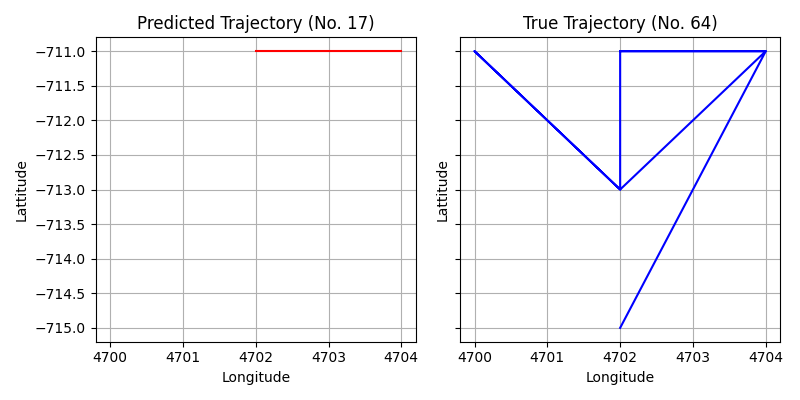 Predicted Trajectory (No. 17)
True Trajectory (No. 64)
−711.0
−711.5
−712.0
−712.5
−713.0
−713.5
−714.0
−714.5
−715.0
Lattitude
Lattitude
4700 4701 4702 4703 4704
4700 4701 4702 4703 4704
Longitude
Longitude